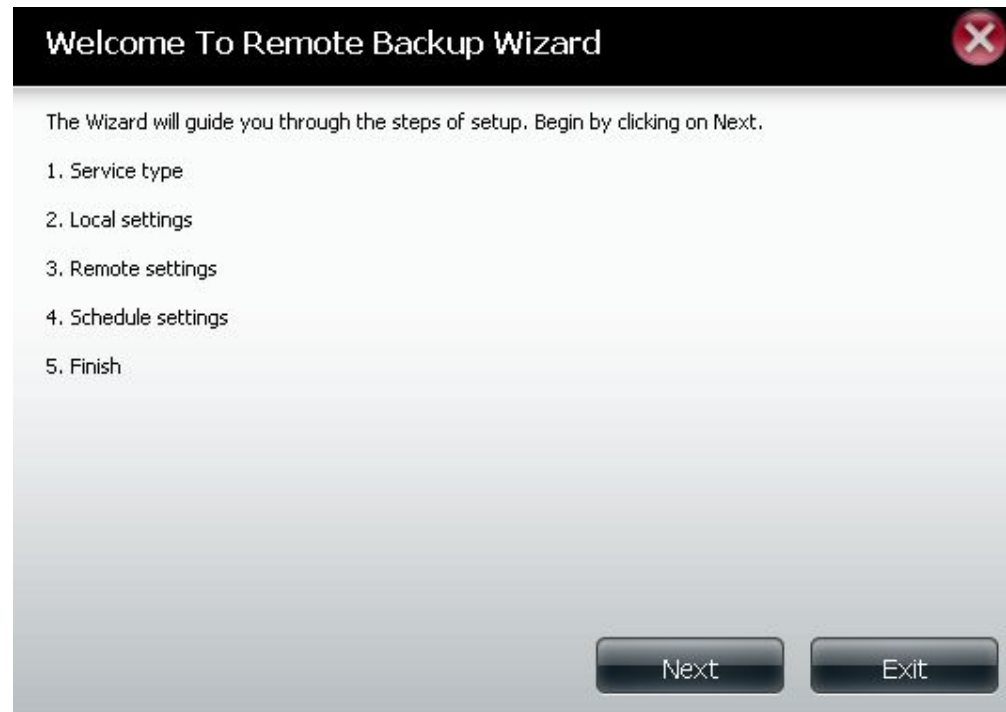 Welcome To Remote Backup Wizard
The Wizard will guide you through the steps of setup. Begin by clicking on Next.
1. Service type
2. Local settings
3. Remote settings
4. Schedule settings
5. Finish
Next
Exit